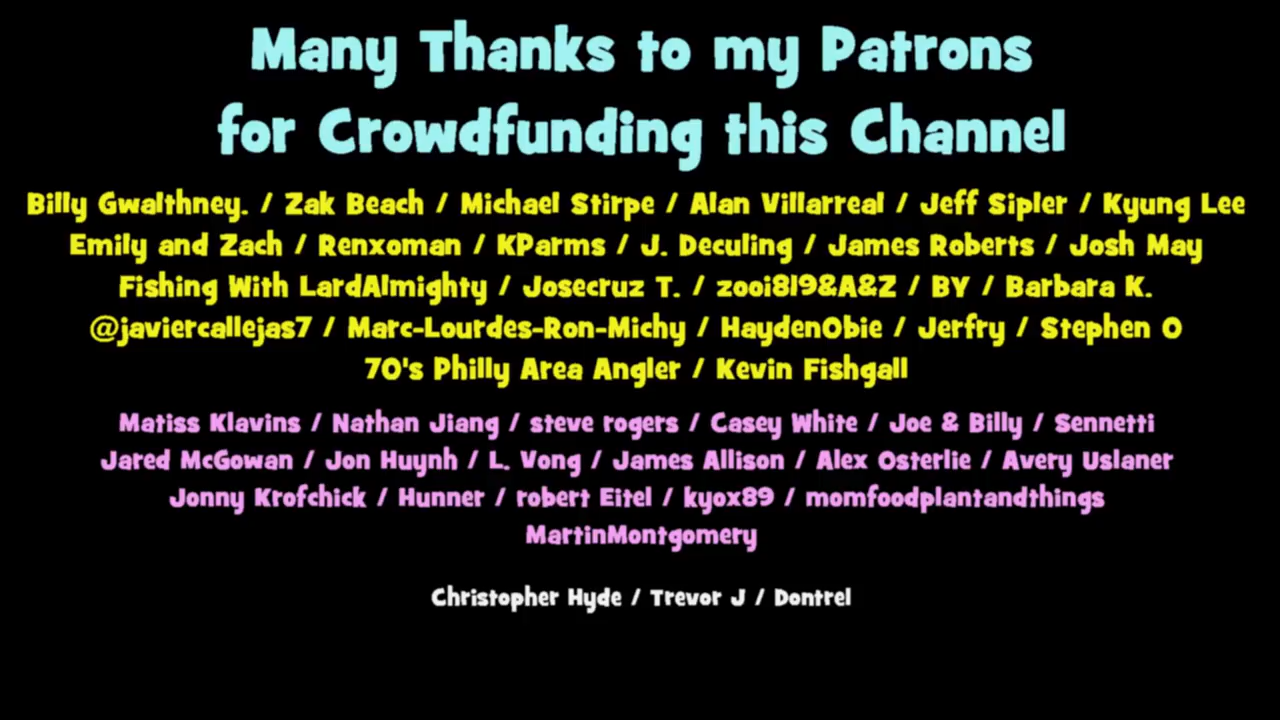 Many Thanks to my Patrons
for Crowdfunding this Channel
Billy Gwalthney. / Zak Beach / Michael Stirpe / Alan Villarreal / Jeff Sipler / Kyung Lee
Emily and Zach / Renxoman / KParms / J. Deculing / James Roberts / Josh May
Fishing With LardAlmighty / Josecruz T. / zooi819&A&Z / BY / Barbara K.
@javiercallejas7 / Marc-Lourdes-Ron-Michy / HaydenObie / Jerfry / Stephen O
70's Philly Area Angler / Kevin Fishgall
Matiss Klavins / Nathan Jiang / steve rogers / Casey White / Joe & Billy / Sennetti
Jared McGowan / Jon Huynh / L. Vong / James Allison / Alex Osterlie / Avery Uslaner
Jonny Krofchick / Hunner / robert Eitel / kyox89 / momfoodplantandthings
MartinMontgomery
Christopher Hyde / Trevor J / Dontrel